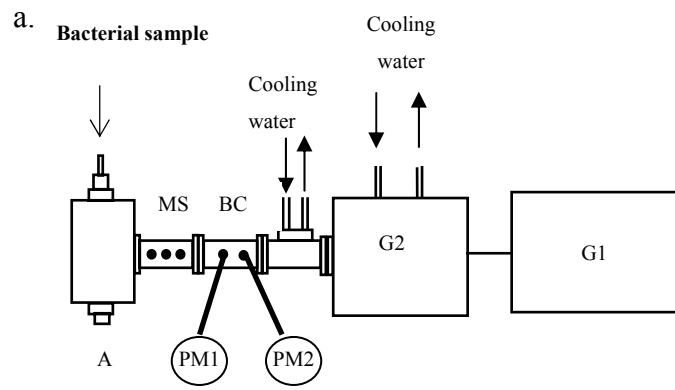 a.
Bacterial sample
Cooling
water
Cooling
water
MS
BC
G2
G1
A
PM1
PM2